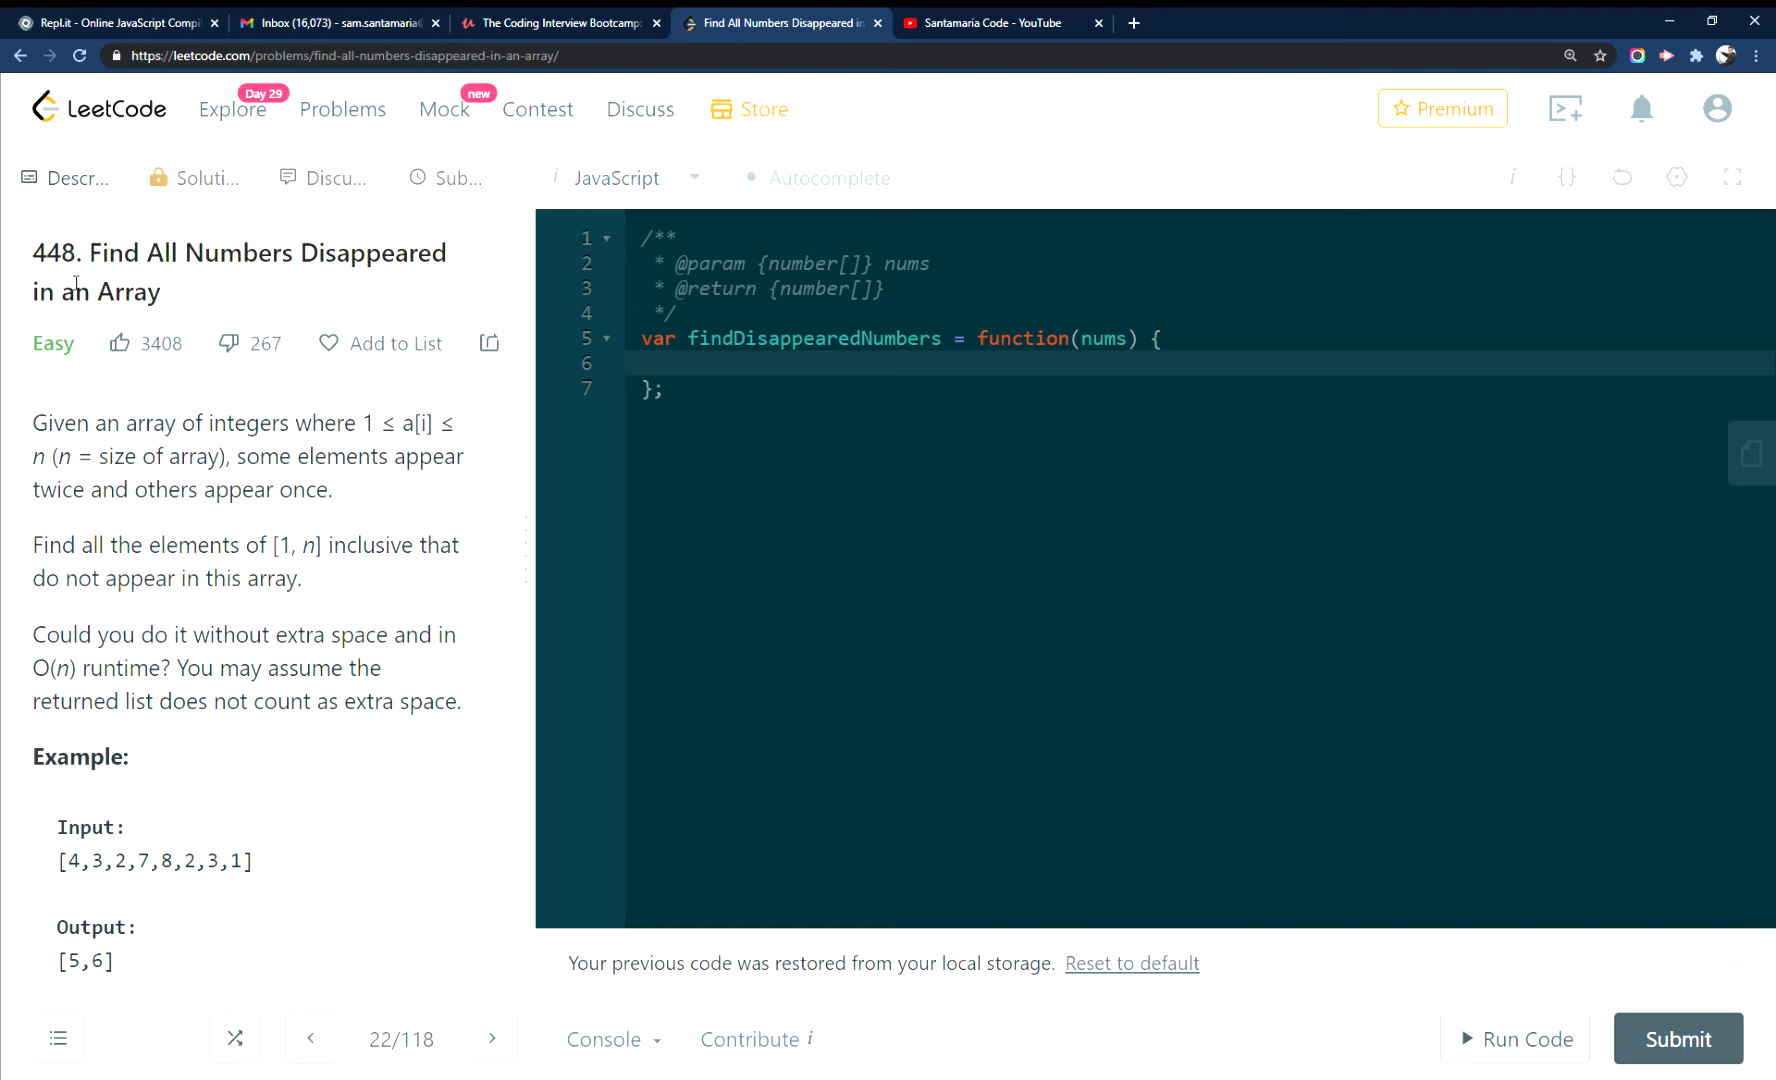 Repl.it - Online JavaScript Compil
Inbox (16,073) - sam.santamaria@
The Coding Interview Bootcamp:
Find All Numbers Disappeared in
Santamaria Code - YouTube
https://leetcode.com/problems/find-all-numbers-disappeared-in-an-array/
LeetCode
Explore
Day 29
Problems
Mock
new
Contest
Discuss
Store
Premium
Descr...
Soluti...
Discu...
Sub...
i JavaScript
Autocomplete
i {}
448. Find All Numbers Disappeared
in an Array
Easy 3408 267 Add to List
Given an array of integers where 1 ≤ a[i] ≤
n (n = size of array), some elements appear
twice and others appear once.
Find all the elements of [1, n] inclusive that
do not appear in this array.
Could you do it without extra space and in
O(n) runtime? You may assume the
returned list does not count as extra space.
Example:
Input:
[4,3,2,7,8,2,3,1]
Output:
[5,6]
22/118
1 /**
2 * @param {number[]} nums
3 * @return {number[]}
4 */
5 var findDisappearedNumbers = function(nums) {
6
7 };
Your previous code was restored from your local storage. Reset to default
Console
Contribute i
Run Code
Submit